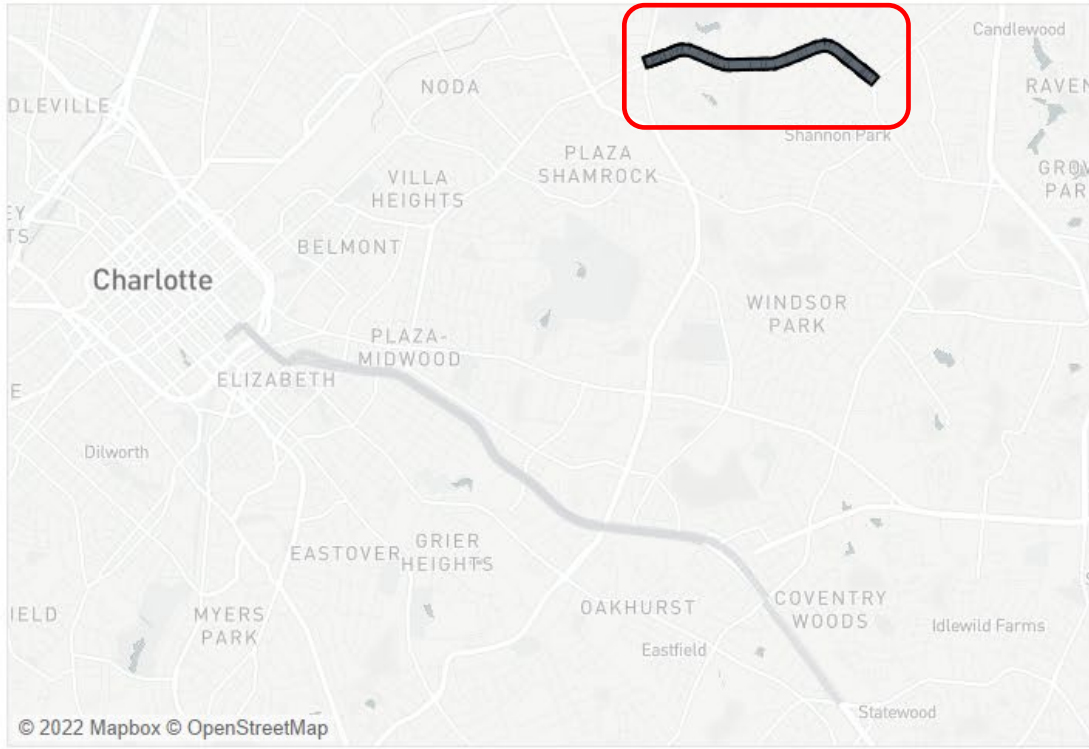 Candlewood
NODA
RAVEN
DLEVILLE
Shannon Park
PLAZA
SHAMROCK
GROV
PAR
VILLA
HEIGHTS
EY
TS
BELMONT
Charlotte
WINDSOR
PARK
PLAZA-
MIDWOOD
ELIZABETH
E
Dilworth
GRIER
HEIGHTS
EASTOVER
OAKHURST
COVENTRY
WOODS
IELD
MYERS
PARK
Idlewild Farms
Eastfield
Statewood
© 2022 Mapbox © OpenStreetMap